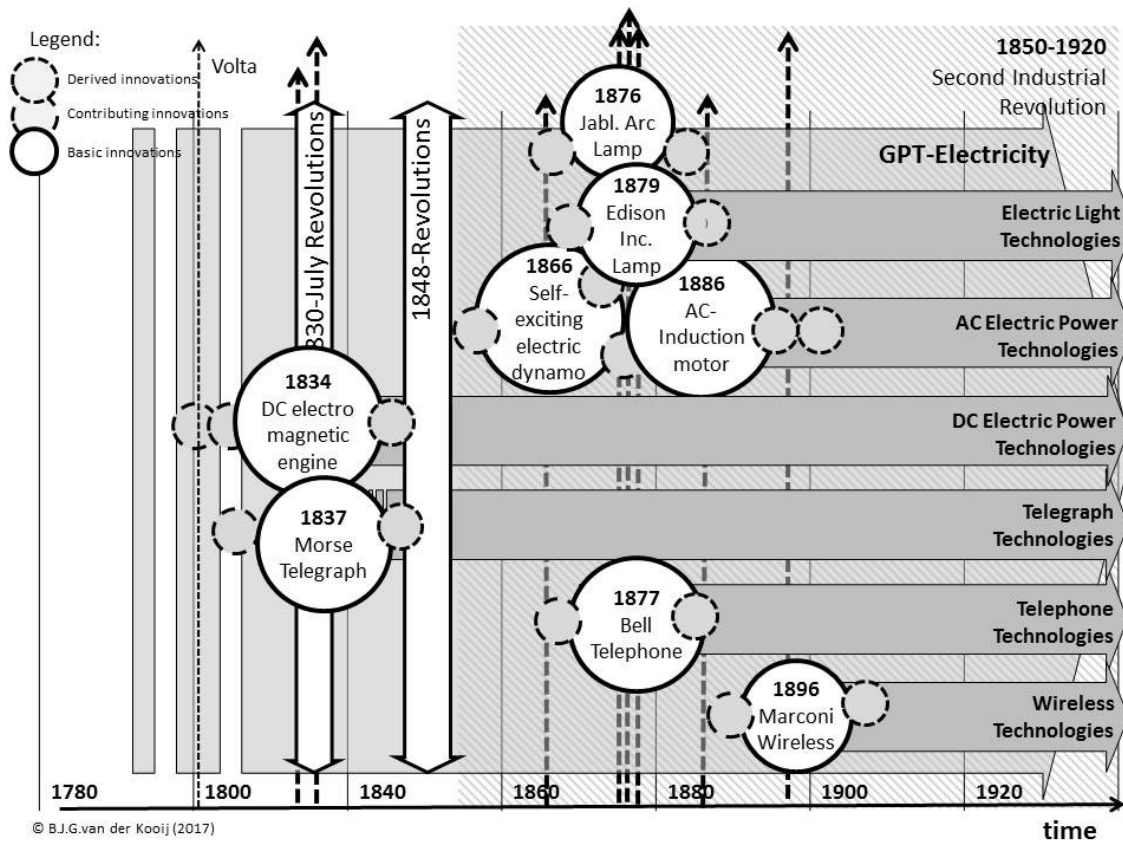 Legend:
Derived innovations
Contributing innovations
Basic innovations
Volta
830-July Revolutions
1848-Revolutions
1850-1920
Second Industrial
Revolution
GPT-Electricity
1876
Jabl. Arc
Lamp
1879
Edison
Inc.
Lamp
1866
Self-
exciting
electric
dynamo
1886
AC-
Induction
motor
1834
DC electro
magnetic
engine
1837
Morse
Telegraph
1877
Bell
Telephone
1896
Marconi
Wireless
Electric Light
Technologies
AC Electric Power
Technologies
DC Electric Power
Technologies
Telegraph
Technologies
Telephone
Technologies
Wireless
Technologies
1780
1800
1840
1860
1880
1900
1920
time
© B.J.G.van der Kooij (2017)